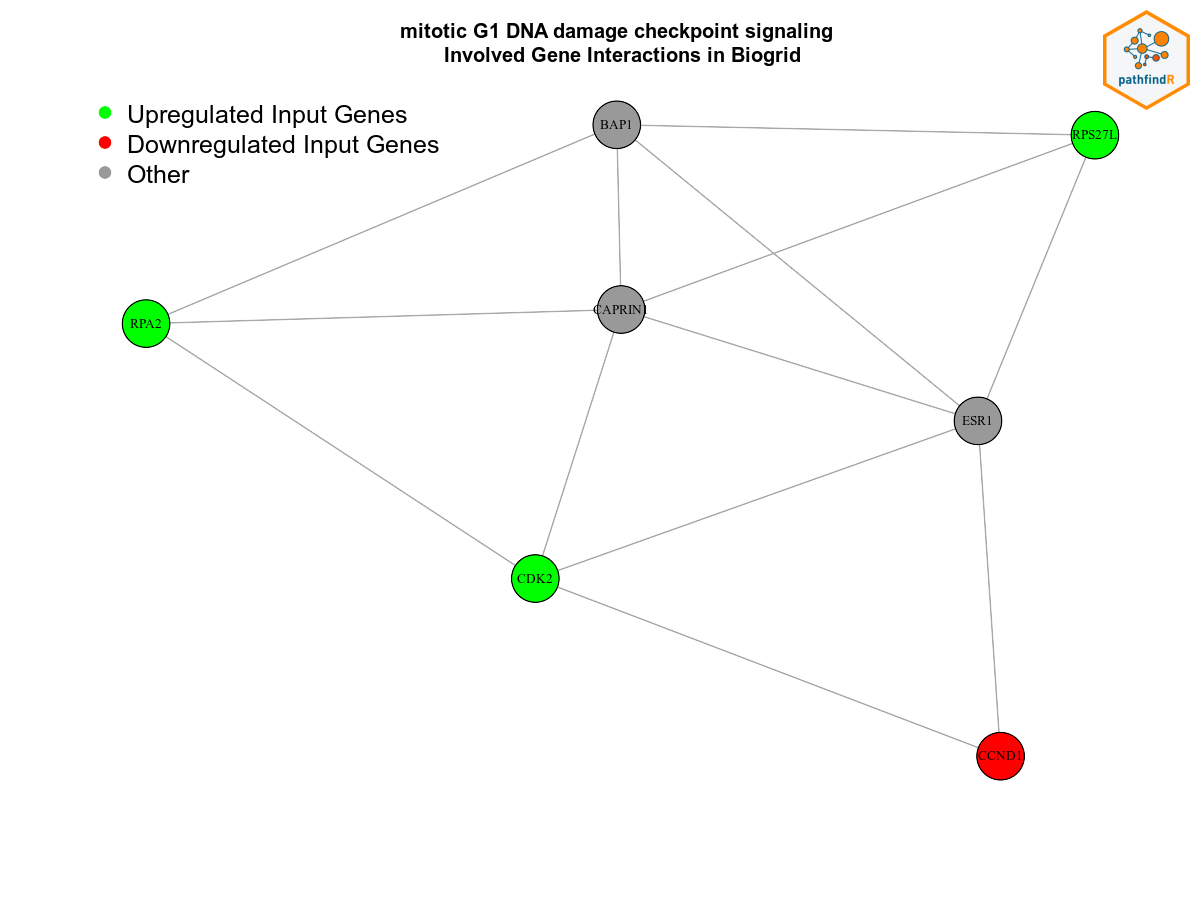 mitotic G1 DNA damage checkpoint signaling
Involved Gene Interactions in Biogrid
pathfindR
Upregulated Input Genes
Downregulated Input Genes
Other
BAP1
RPS27L
CAPRIN1
RPA2
ESR1
CDK2
CCND1